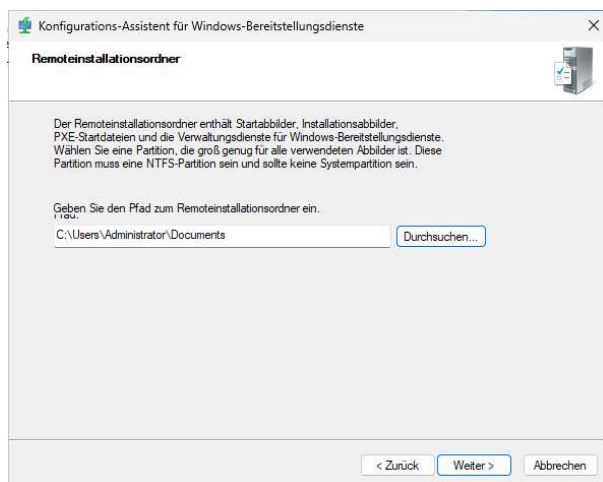 Konfigurations-Assistent für Windows-Bereitstellungsdienste
Remoteinstallationsordner
Der Remoteinstallationsordner enthält Startabbilder, Installationsabbilder,
PXE-Startdateien und die Verwaltungsdienste für Windows-Bereitstellungsdienste.
Wählen Sie eine Partition, die groß genug für alle verwendeten Abbilder ist. Diese
Partition muss eine NTFS-Partition sein und sollte keine Systempartition sein.
Geben Sie den Pfad zum Remoteinstallationsordner ein.
Pfad:
C:\Users\Administrator\Documents
Durchsuchen...
< Zurück
Weiter >
Abbrechen